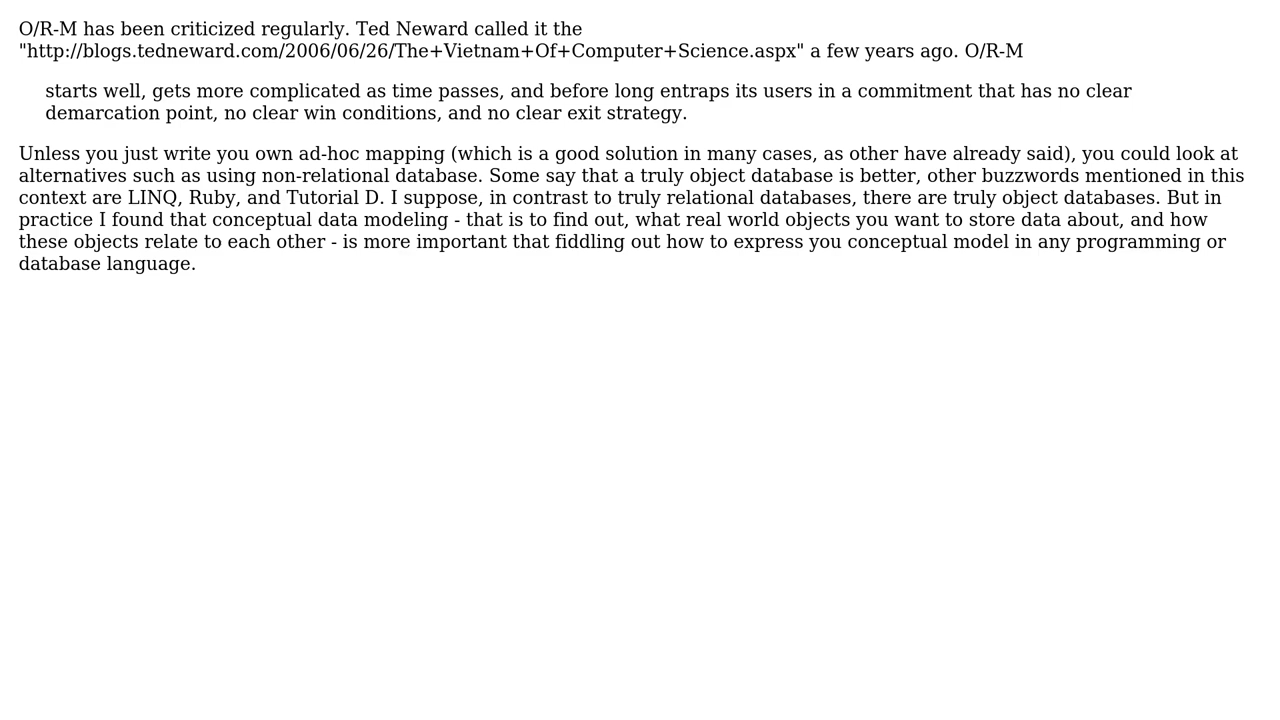 O/R-M has been criticized regularly. Ted Neward called it the
"http://blogs.tedneward.com/2006/06/26/The+Vietnam+Of+Computer+Science.aspx" a few years ago. O/R-M
starts well, gets more complicated as time passes, and before long entraps its users in a commitment that has no clear
demarcation point, no clear win conditions, and no clear exit strategy.
Unless you just write you own ad-hoc mapping (which is a good solution in many cases, as other have already said), you could look at
alternatives such as using non-relational database. Some say that a truly object database is better, other buzzwords mentioned in this
context are LINQ, Ruby, and Tutorial D. I suppose, in contrast to truly relational databases, there are truly object databases. But in
practice I found that conceptual data modeling - that is to find out, what real world objects you want to store data about, and how
these objects relate to each other - is more important that fiddling out how to express you conceptual model in any programming or
database language.